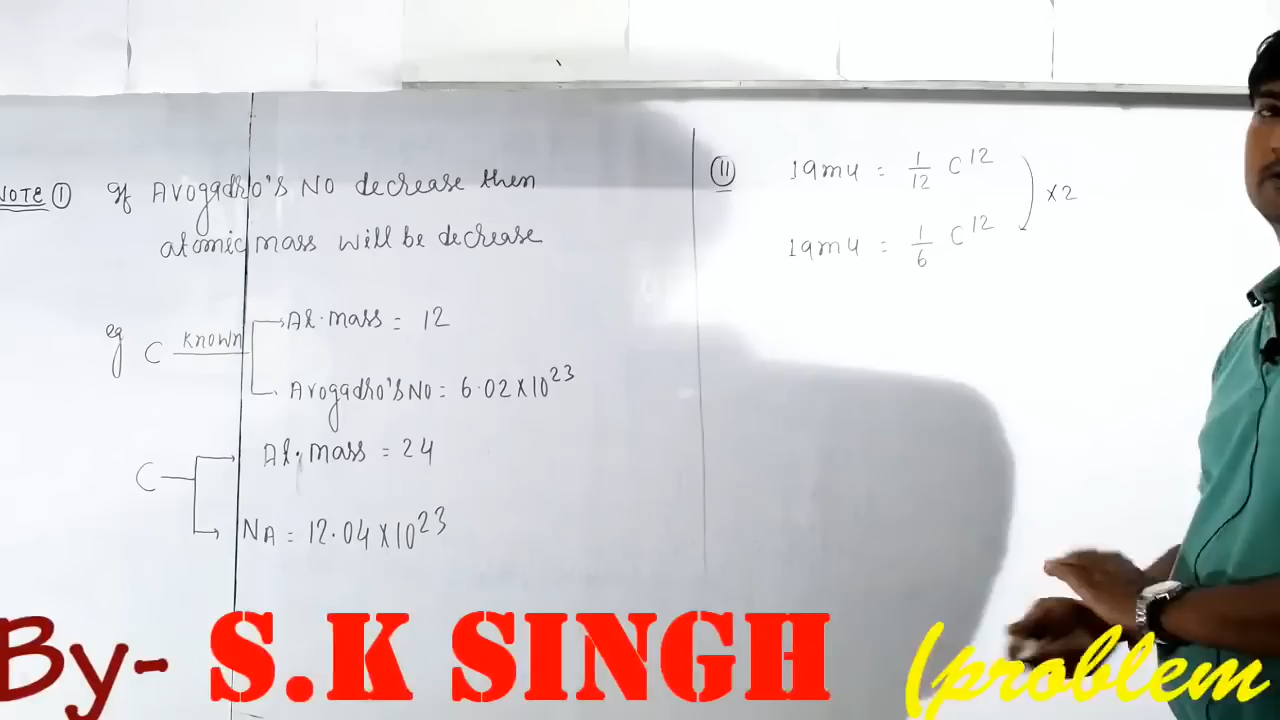 NOTE ① If Avogadro's No decrease then
atomic mass will be decrease
eg C known At. mass = 12
Avogadro's No = 6.02 X 10^23
C At. mass = 24
NA = 12.04 X 10^23
⑪ 1amu = 1/12 C^12
1amu = 1/6 C^12
X 2
By- S.K SINGH (problem